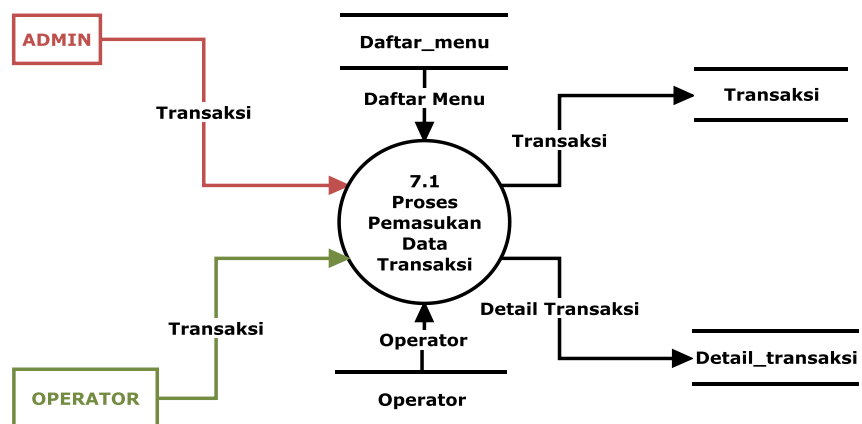 ADMIN
Daftar_menu
Transaksi
Daftar Menu
Transaksi
Transaksi
7.1
Proses
Pemasukan
Data
Transaksi
Transaksi
Detail Transaksi
Operator
Detail_transaksi
OPERATOR
Operator